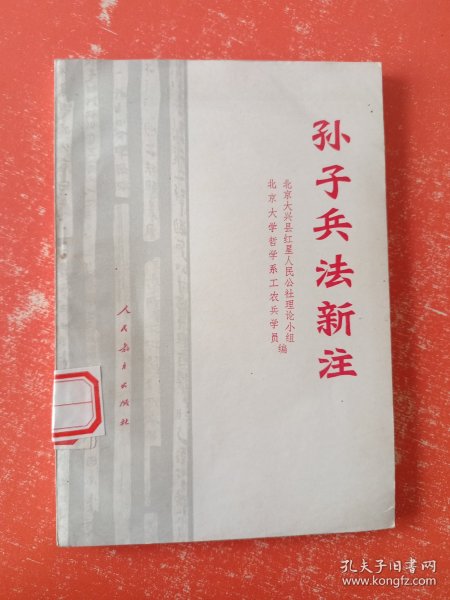 孙子兵法新注
北京大兴县红星人民公社理论小组
北京大学哲学系工农兵学员
编
人民教育出版社
孔夫子旧书网
www.kongfz.com